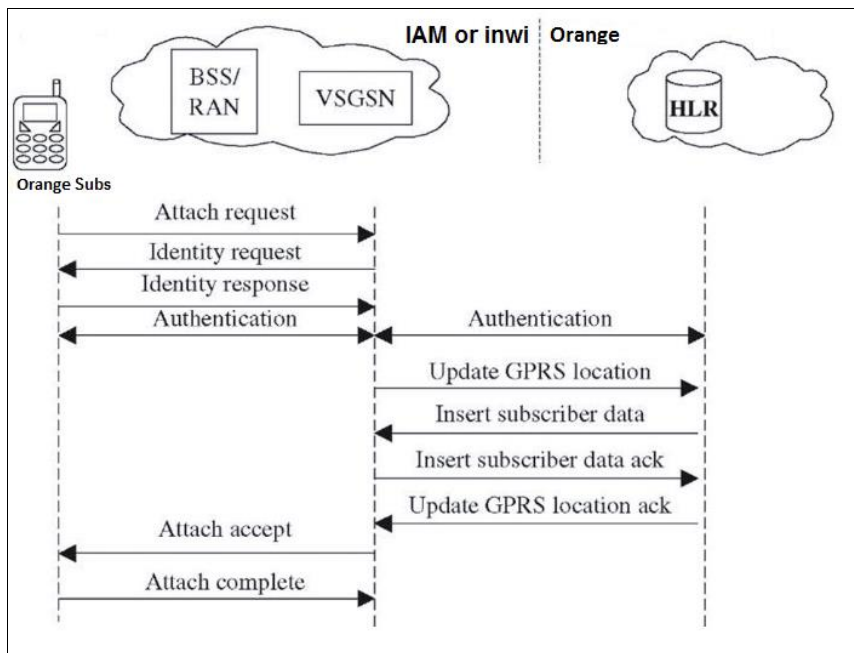 IAM or inwi
Orange
BSS/
RAN
VSGSN
HLR
Orange Subs
Attach request
Identity request
Identity response
Authentication
Authentication
Update GPRS location
Insert subscriber data
Insert subscriber data ack
Update GPRS location ack
Attach accept
Attach complete